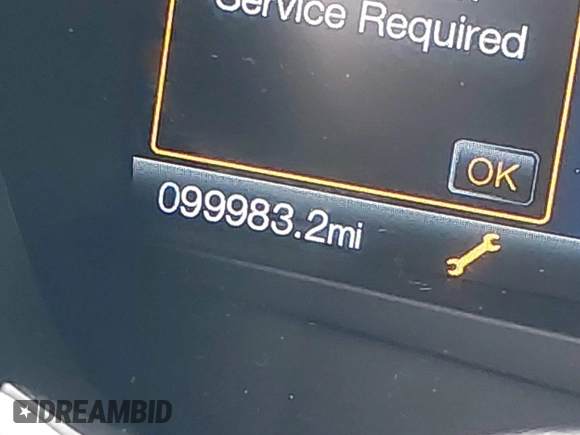 Service Required
OK
099983.2mi
DREAMBID